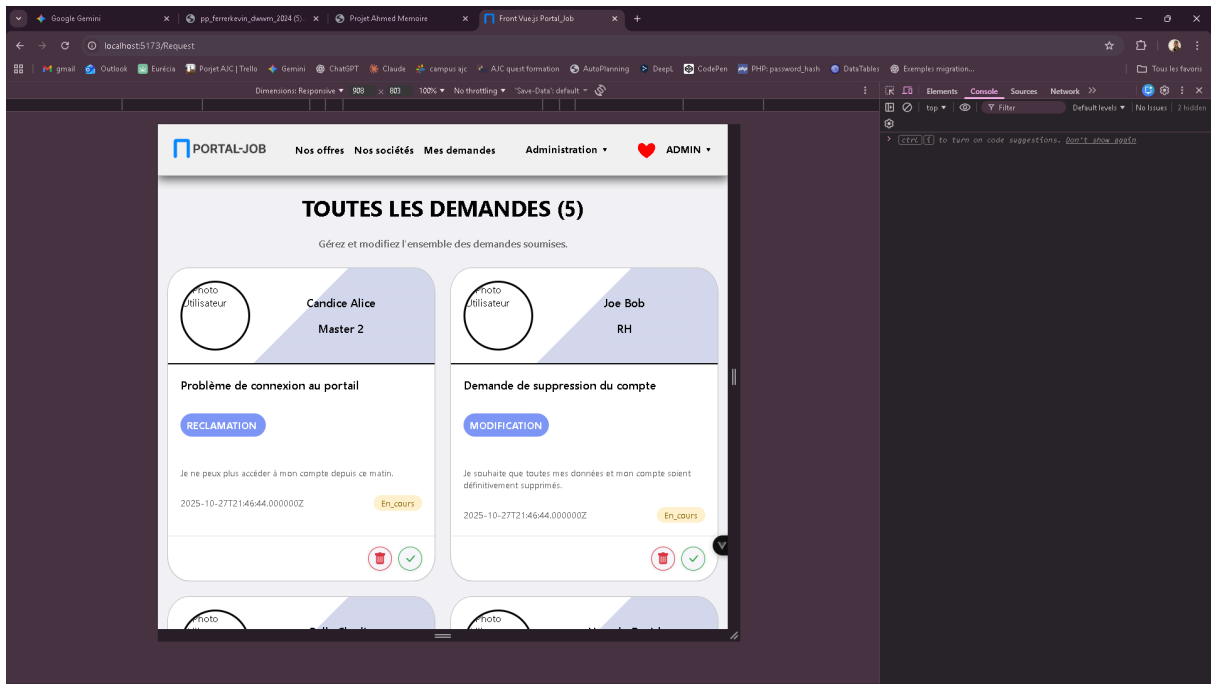 Google Gemini
pp_ferrerkevin_dwwm_2024 (5).
Projet Ahmed Memoire
Front Vue.js Portal_Job
localhost:5173/Request
gmail
Outlook
Eurécia
PorjetAJC | Trello
Gemini
ChatGPT
Claude
campus ajc
AJC quest formation
AutoPlanning
DeepL
CodePen
PHP: password_hash
DataTables
Exemples migration...
Tous les favoris
Dimensions: Responsive ▼ 908 × 803 100% ▼ No throttling ▼ 'Save-Data': default
Elements Console Sources Network
top ▼ Filter Default levels ▼ No Issues 2 hidden
ctrl i to turn on code suggestions. Don't show again
PORTAL-JOB
Nos offres Nos sociétés Mes demandes Administration ▼ ADMIN ▼
TOUTES LES DEMANDES (5)
Gérez et modifiez l'ensemble des demandes soumises.
Photo
Utilisateur
Candice Alice
Master 2
Problème de connexion au portail
RECLAMATION
Je ne peux plus accéder à mon compte depuis ce matin.
2025-10-27T21:46:44.000000Z
En_cours
Photo
Utilisateur
Joe Bob
RH
Demande de suppression du compte
MODIFICATION
Je souhaite que toutes mes données et mon compte soient
définitivement supprimés.
2025-10-27T21:46:44.000000Z
En_cours
Photo
Photo